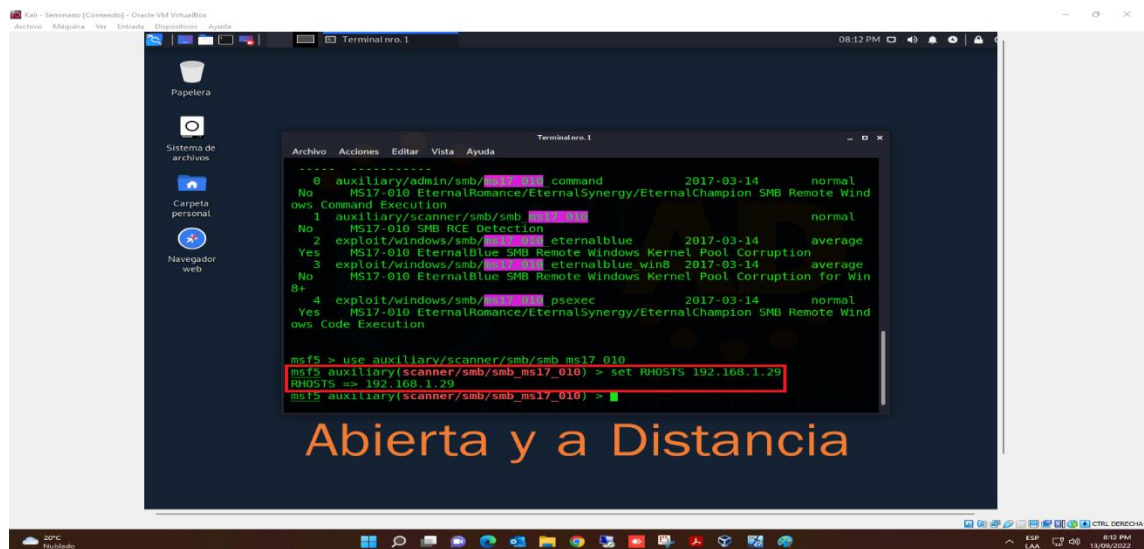 Kali - Seminario [Corriendo] - Oracle VM VirtualBox
Archivo Máquina Ver Entrada Dispositivos Ayuda
Terminal nro. 1
08:12 PM
Papelera
Sistema de
archivos
Carpeta
personal
Navegador
web
Terminal nro. 1
Archivo Acciones Editar Vista Ayuda
----- -----------
0 auxiliary/admin/smb/ms17_010_command 2017-03-14 normal
No MS17-010 EternalRomance/EternalSynergy/EternalChampion SMB Remote Wind
ows Command Execution
1 auxiliary/scanner/smb/smb_ms17_010 normal
No MS17-010 SMB RCE Detection
2 exploit/windows/smb/ms17_010_eternalblue 2017-03-14 average
Yes MS17-010 EternalBlue SMB Remote Windows Kernel Pool Corruption
3 exploit/windows/smb/ms17_010_eternalblue_win8 2017-03-14 average
No MS17-010 EternalBlue SMB Remote Windows Kernel Pool Corruption for Win
8+
4 exploit/windows/smb/ms17_010_psexec 2017-03-14 normal
Yes MS17-010 EternalRomance/EternalSynergy/EternalChampion SMB Remote Wind
ows Code Execution
msf5 > use auxiliary/scanner/smb/smb_ms17_010
msf5 auxiliary(scanner/smb/smb_ms17_010) > set RHOSTS 192.168.1.29
RHOSTS => 192.168.1.29
msf5 auxiliary(scanner/smb/smb_ms17_010) >
Abierta y a Distancia
CTRL DERECHA
20°C
Nublado
ESP
LAA
8:12 PM
13/09/2022